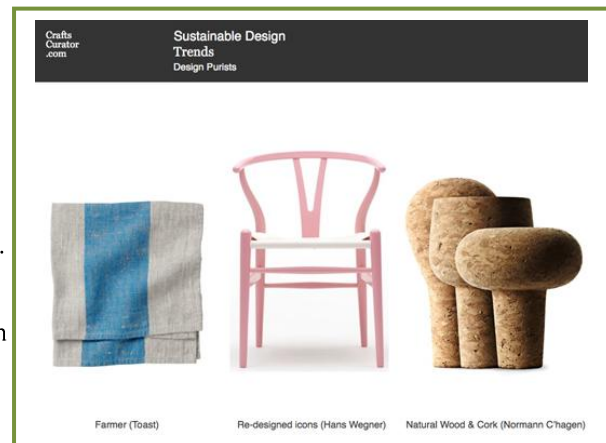 Crafts
Curator
.com
Sustainable Design
Trends
Design Purists
Farmer (Toast)
Re-designed icons (Hans Wegner)
Natural Wood & Cork (Normann C'hagen)